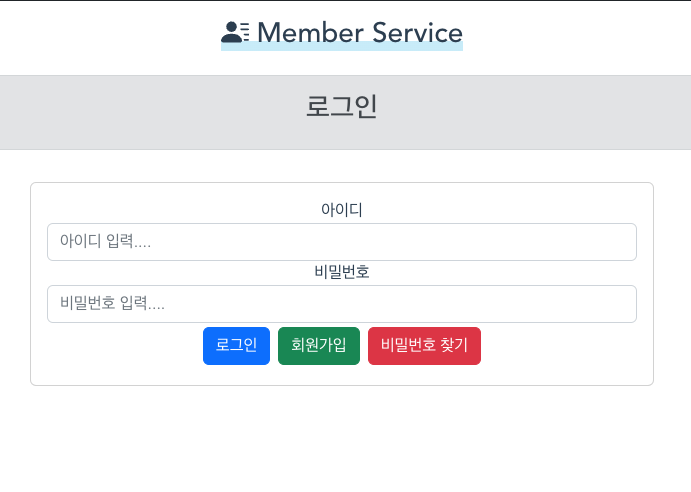 Member Service
로그인
아이디
아이디 입력....
비밀번호
비밀번호 입력....
로그인 회원가입 비밀번호 찾기